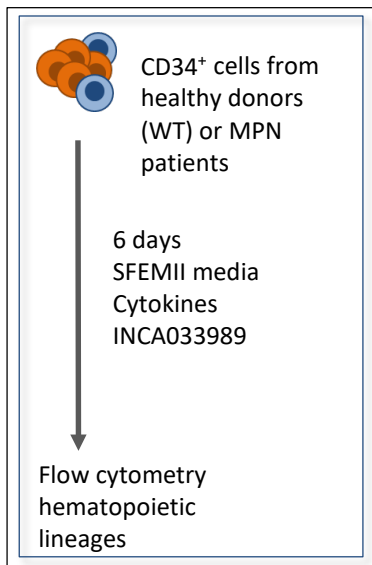 CD34⁺ cells from
healthy donors
(WT) or MPN
patients
6 days
SFEMII media
Cytokines
INCA033989
Flow cytometry
hematopoietic
lineages